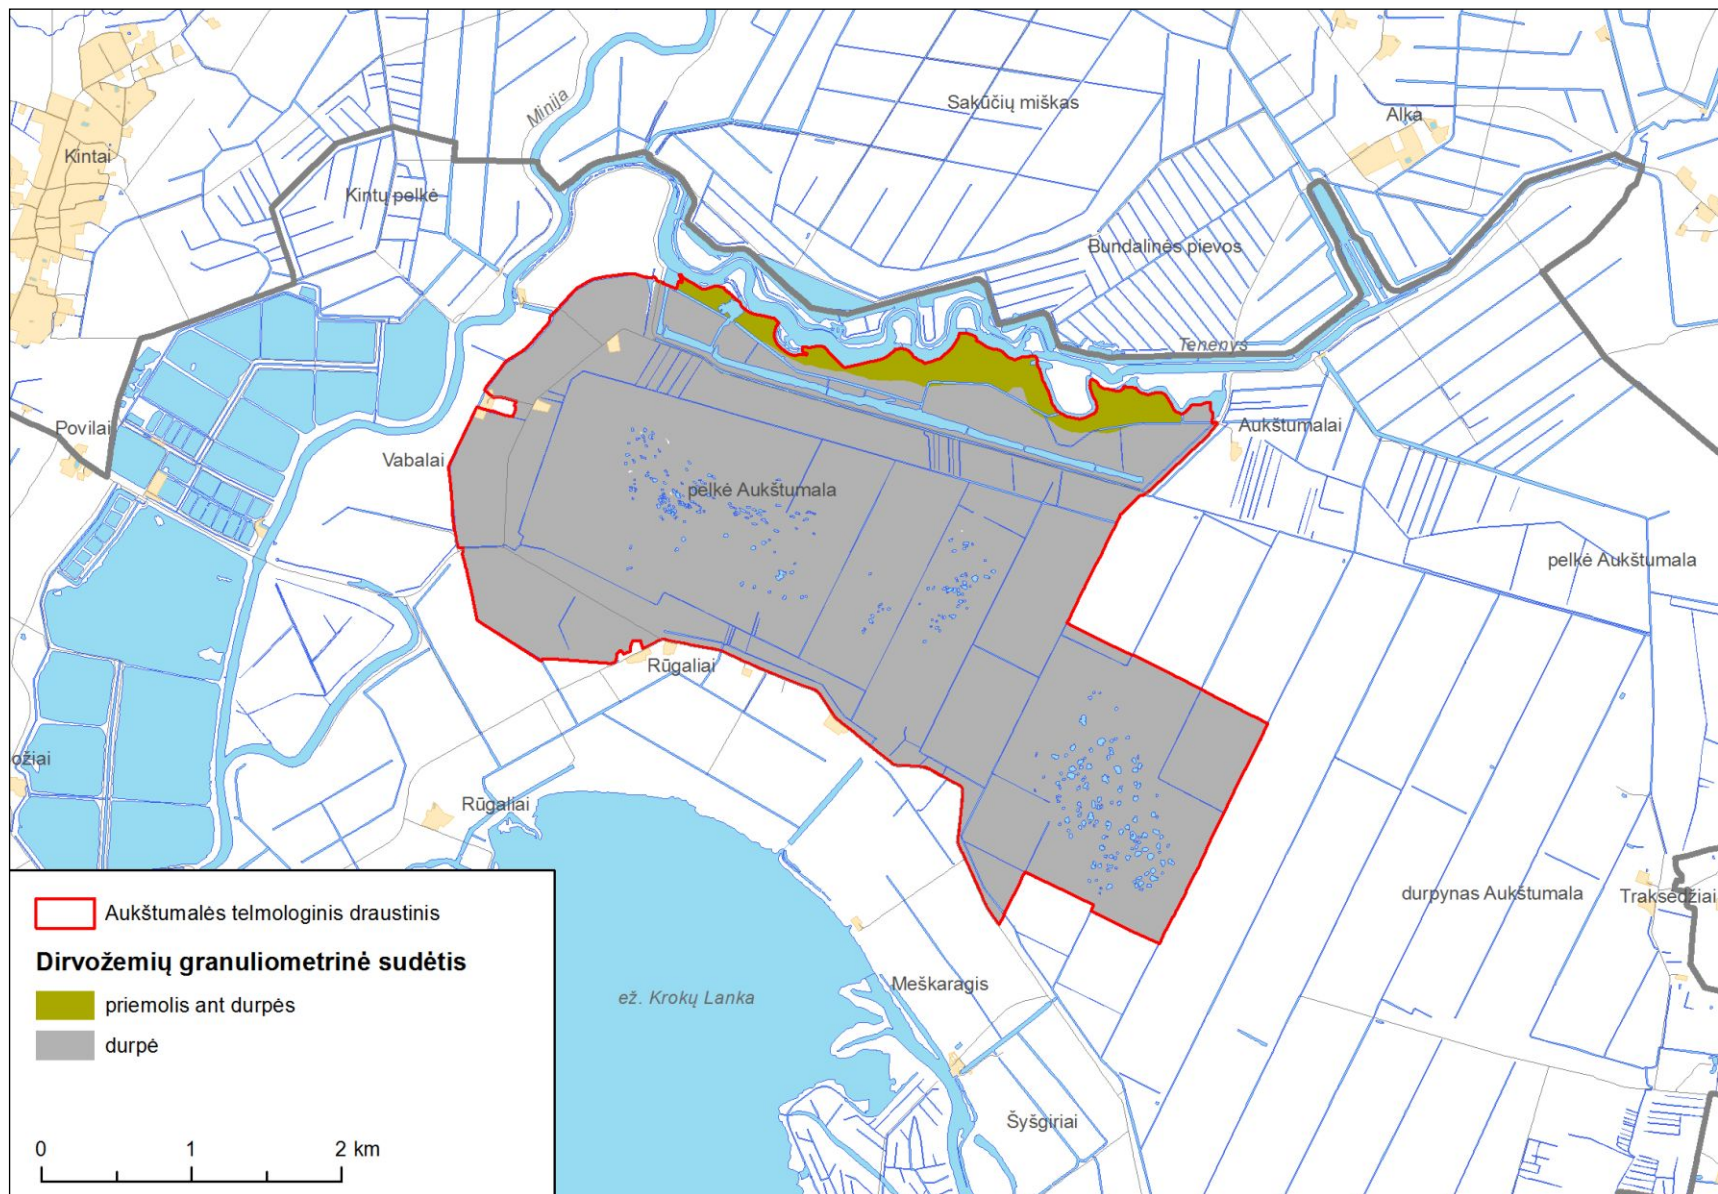 Minija
Sakūčių miškas
Alka
Kintai
Kintų pelkė
Bundalinės pievos
Tenenys
Povilai
Vabalai
Aukštumalai
pelkė Aukštumala
pelkė Aukštumala
Rūgaliai
ožiai
Rūgaliai
durpynas Aukštumala
Traksėdžiai
Aukštumalės telmologinis draustinis
Dirvožemių granuliometrinė sudėtis
priemolis ant durpės
durpė
ež. Krokų Lanka
Meškaragis
Šyšgiriai
0 1 2 km